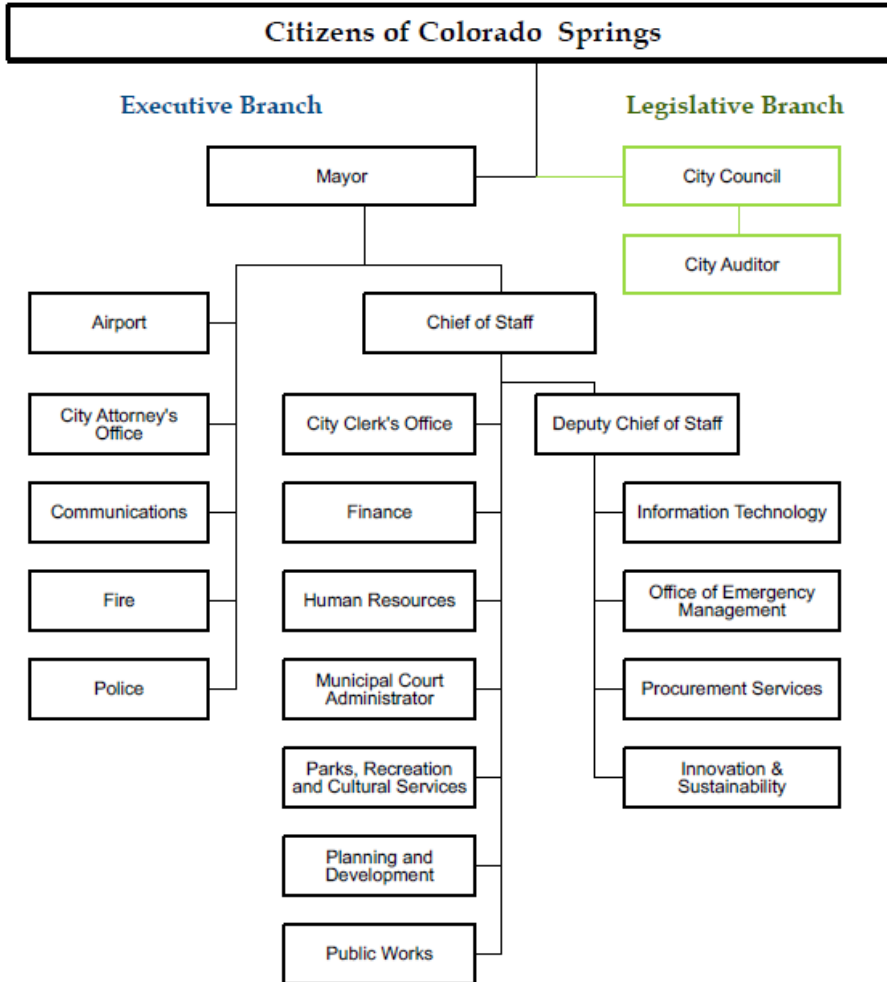 Citizens of Colorado Springs
Executive Branch
Legislative Branch
Mayor
City Council
City Auditor
Airport
Chief of Staff
City Attorney's
Office
City Clerk's Office
Deputy Chief of Staff
Communications
Finance
Information Technology
Fire
Human Resources
Office of Emergency
Management
Police
Municipal Court
Administrator
Procurement Services
Parks, Recreation
and Cultural Services
Innovation &
Sustainability
Planning and
Development
Public Works